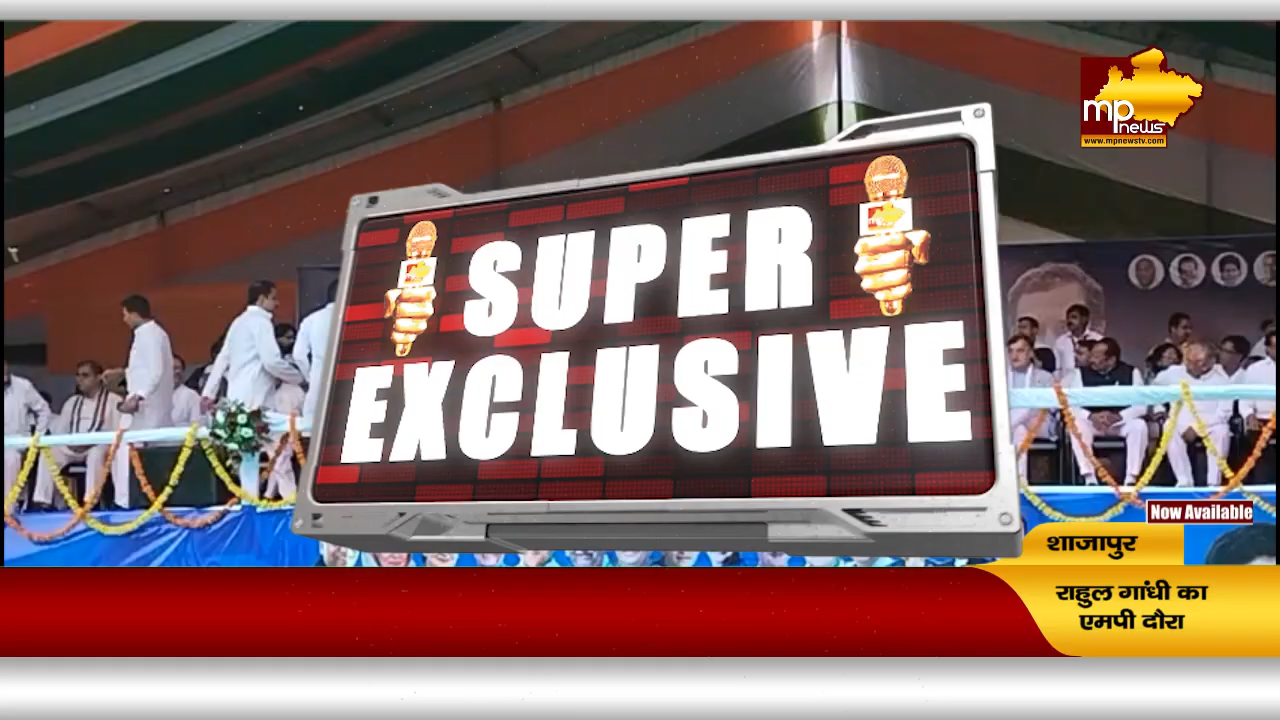 mp
news
www.mpnewstv.com
SUPER
EXCLUSIVE
Now Available
शाजापुर
राहुल गांधी का
एमपी दौरा